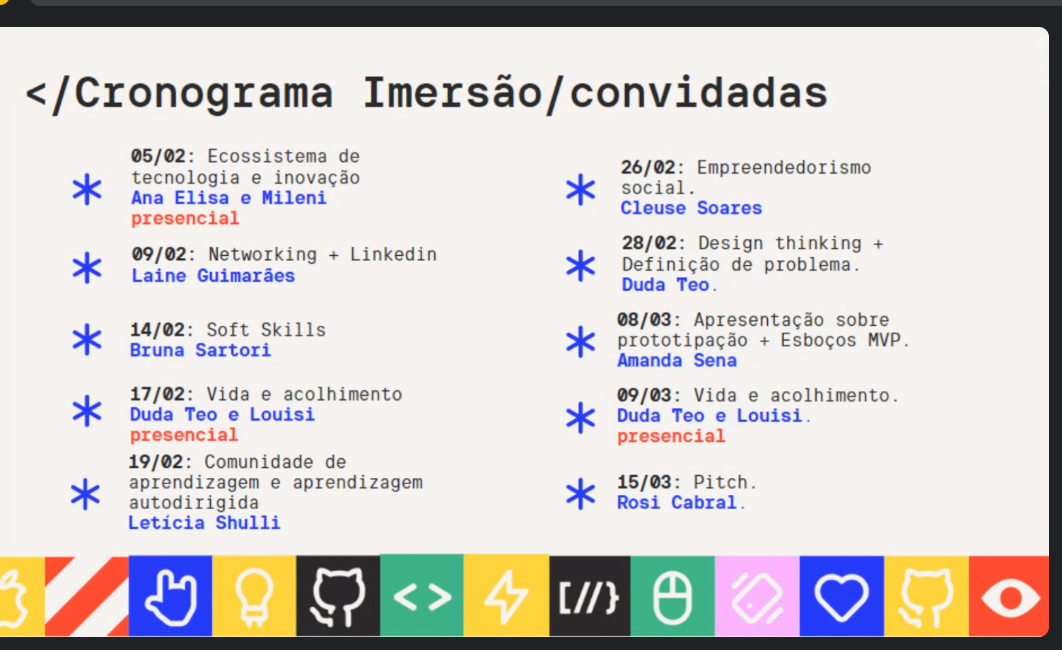 </Cronograma Imersão/convidadas
05/02: Ecossistema de
tecnologia e inovação
Ana Elisa e Mileni
presencial
09/02: Networking + Linkedin
Laine Guimarães
14/02: Soft Skills
Bruna Sartori
17/02: Vida e acolhimento
Duda Teo e Louisi
presencial
19/02: Comunidade de
aprendizagem e aprendizagem
autodirigida
Letícia Shulli
26/02: Empreendedorismo
social.
Cleuse Soares
28/02: Design thinking +
Definição de problema.
Duda Teo.
08/03: Apresentação sobre
prototipação + Esboços MVP.
Amanda Sena
09/03: Vida e acolhimento.
Duda Teo e Louisi.
presencial
15/03: Pitch.
Rosi Cabral.
[//}